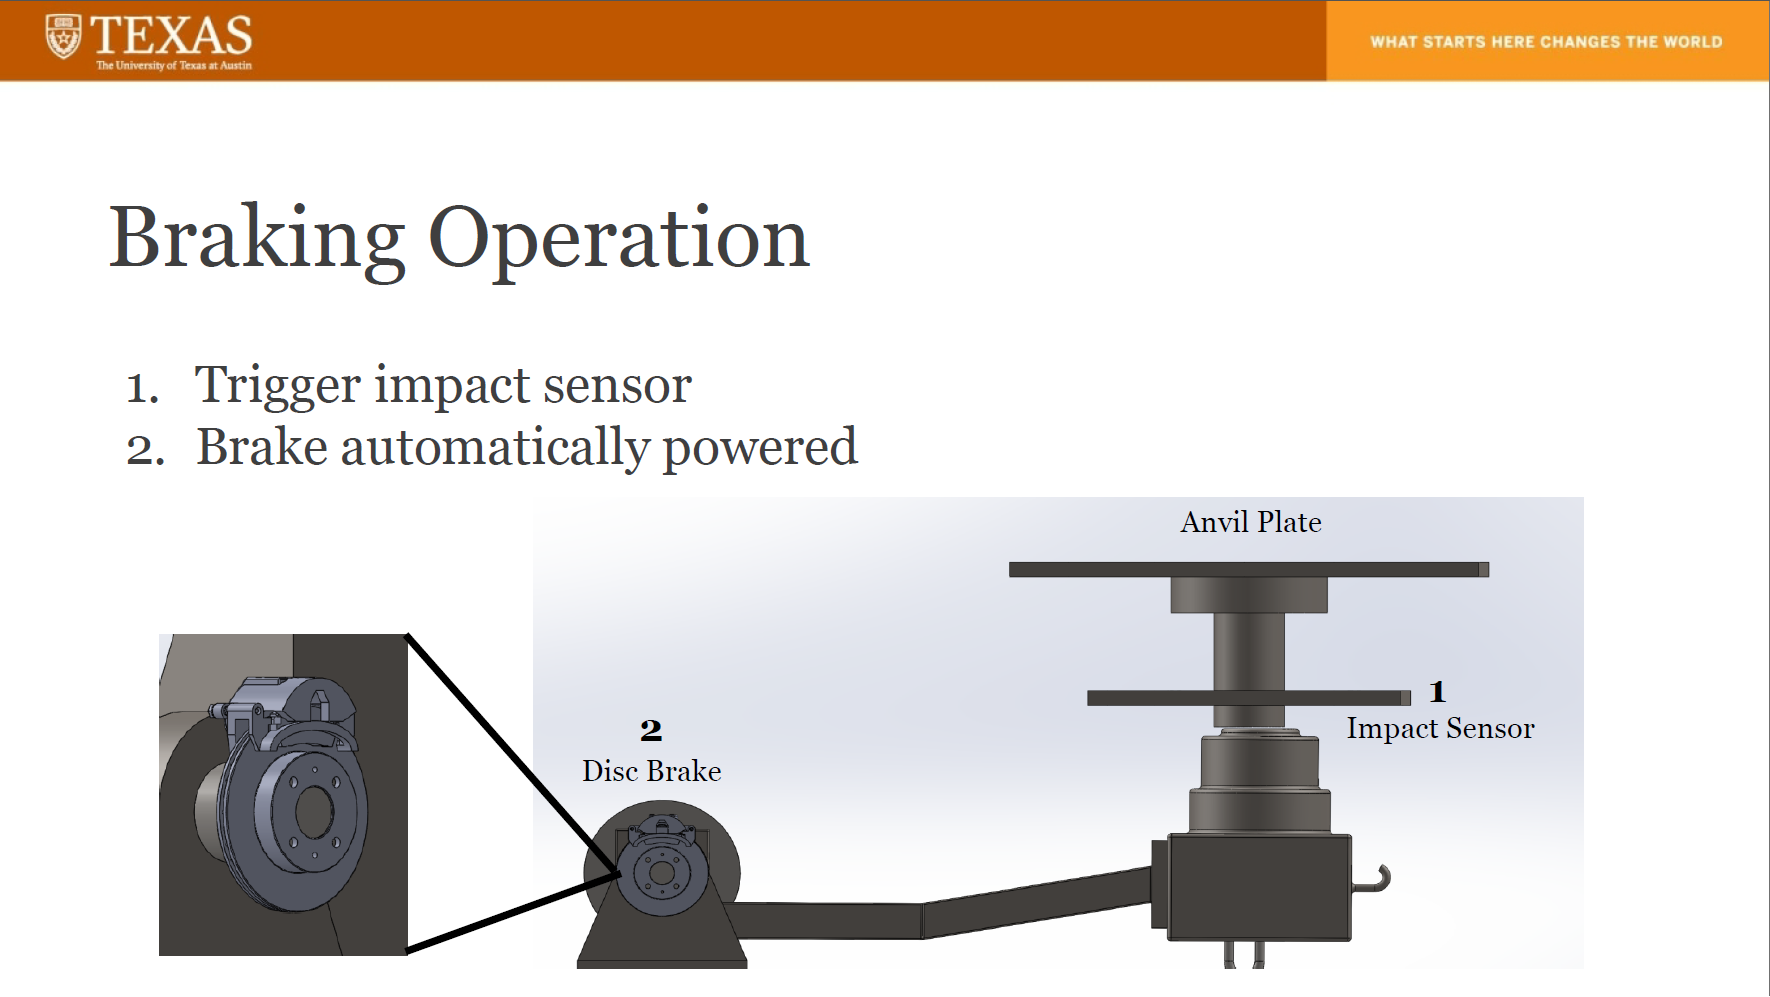 TEXAS
The University of Texas at Austin
WHAT STARTS HERE CHANGES THE WORLD
Braking Operation
1. Trigger impact sensor
2. Brake automatically powered
Anvil Plate
1
Impact Sensor
2
Disc Brake